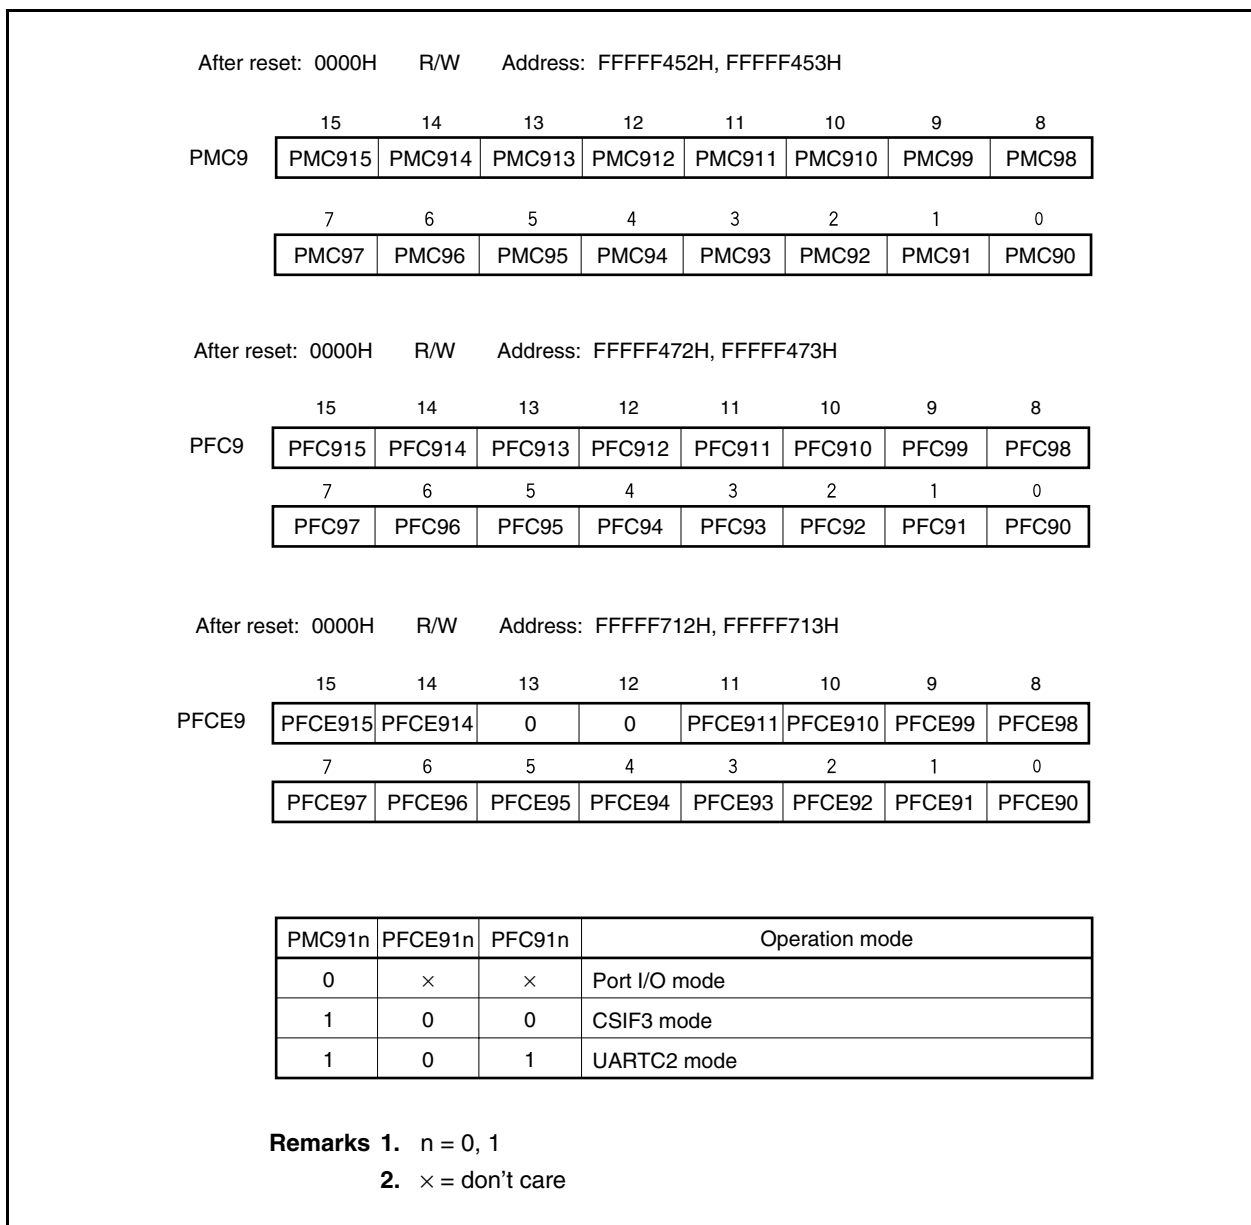 After reset: 0000H R/W Address: FFFFF452H, FFFFF453H
15 14 13 12 11 10 9 8
PMC9 PMC915 PMC914 PMC913 PMC912 PMC911 PMC910 PMC99 PMC98
7 6 5 4 3 2 1 0
PMC97 PMC96 PMC95 PMC94 PMC93 PMC92 PMC91 PMC90
After reset: 0000H R/W Address: FFFFF472H, FFFFF473H
15 14 13 12 11 10 9 8
PFC9 PFC915 PFC914 PFC913 PFC912 PFC911 PFC910 PFC99 PFC98
7 6 5 4 3 2 1 0
PFC97 PFC96 PFC95 PFC94 PFC93 PFC92 PFC91 PFC90
After reset: 0000H R/W Address: FFFFF712H, FFFFF713H
15 14 13 12 11 10 9 8
PFCE9 PFCE915 PFCE914 0 0 PFCE911 PFCE910 PFCE99 PFCE98
7 6 5 4 3 2 1 0
PFCE97 PFCE96 PFCE95 PFCE94 PFCE93 PFCE92 PFCE91 PFCE90
PMC91n PFCE91n PFC91n Operation mode
0 × × Port I/O mode
1 0 0 CSIF3 mode
1 0 1 UARTC2 mode
Remarks 1. n = 0, 1
2. × = don't care